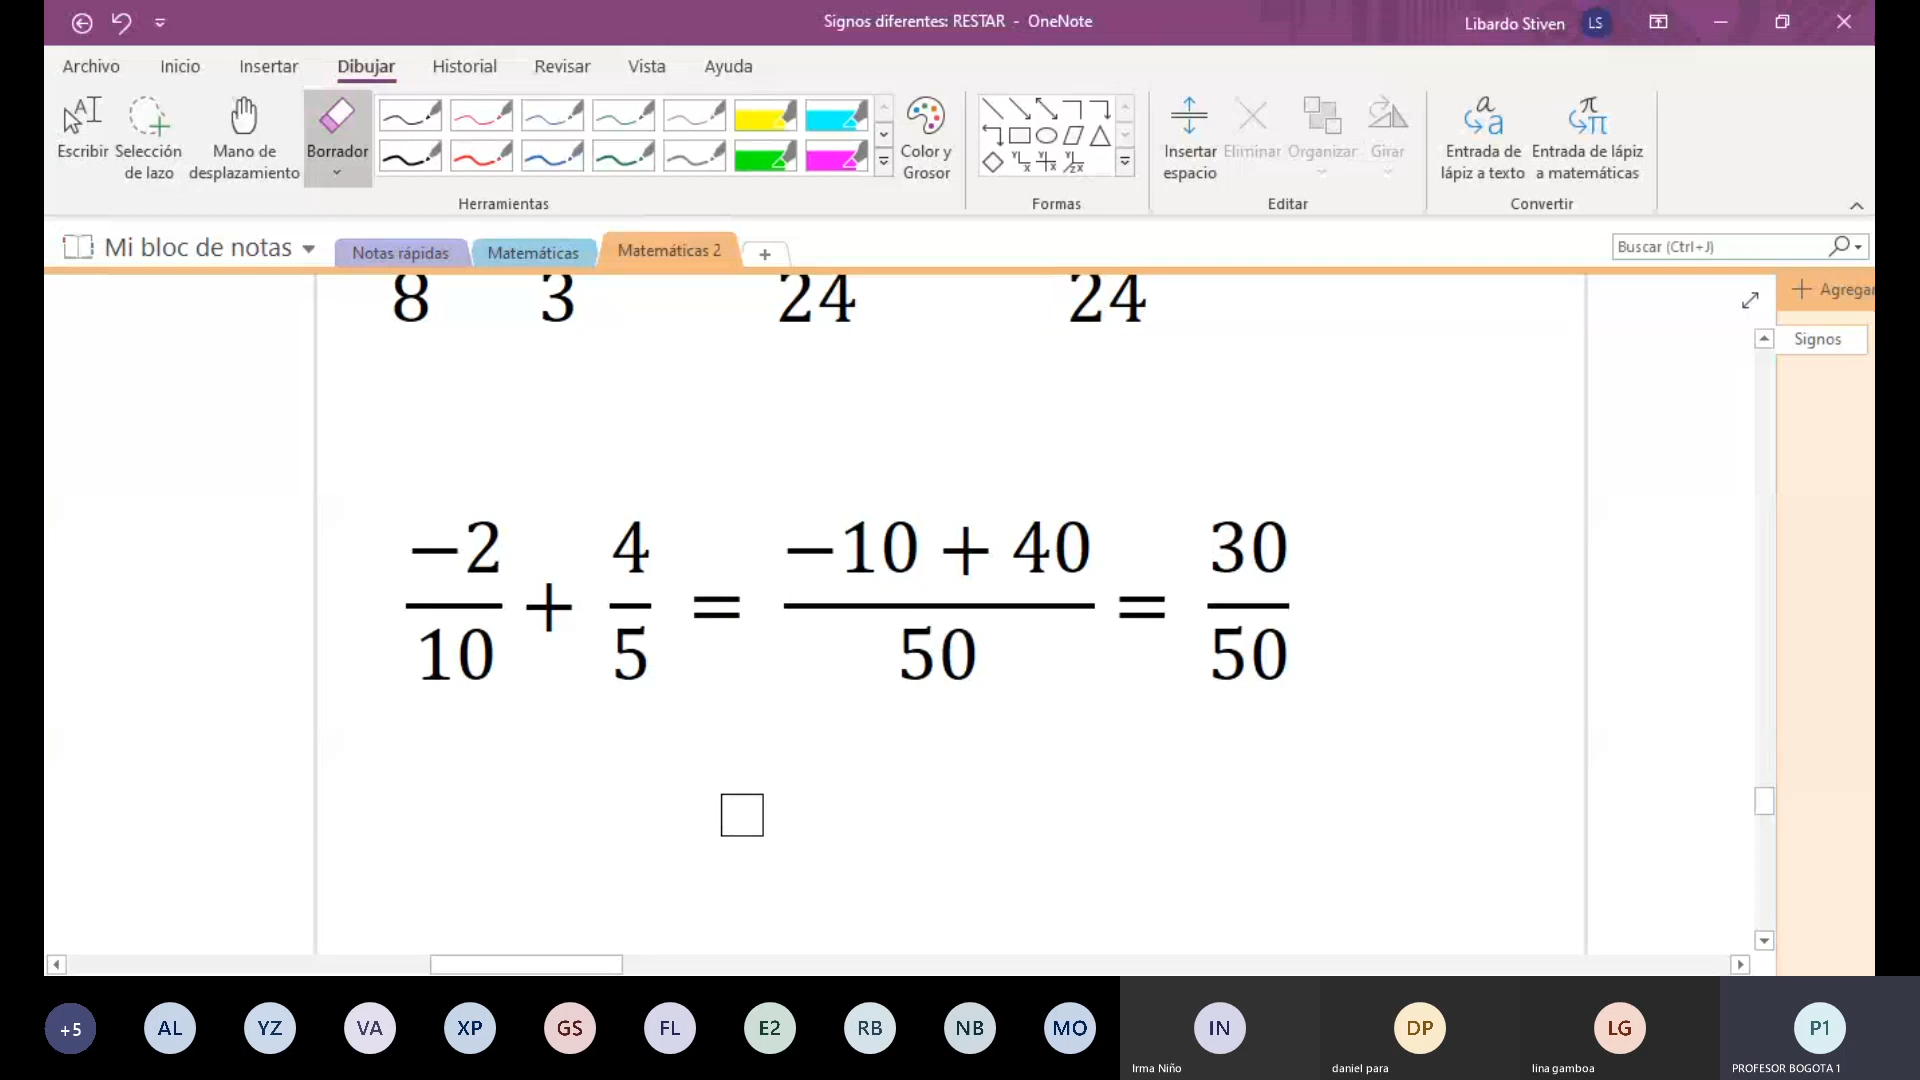 Signos diferentes: RESTAR - OneNote
Libardo Stiven LS
Archivo Inicio Insertar Dibujar Historial Revisar Vista Ayuda
Escribir
Selección de lazo
Mano de desplazamiento
Borrador
Color y Grosor
Insertar espacio
Eliminar
Organizar
Girar
Entrada de lápiz a texto
Entrada de lápiz a matemáticas
Herramientas Formas Editar Convertir
Mi bloc de notas Notas rápidas Matemáticas Matemáticas 2 +
Buscar (Ctrl+J)
Agregar
Signos
8 3 24 24
−2/10 + 4/5 = −10 + 40/50 = 30/50
+5 AL YZ VA XP GS FL E2 RB NB MO IN DP LG P1
Irma Niño daniel para lina gamboa PROFESOR BOGOTA 1